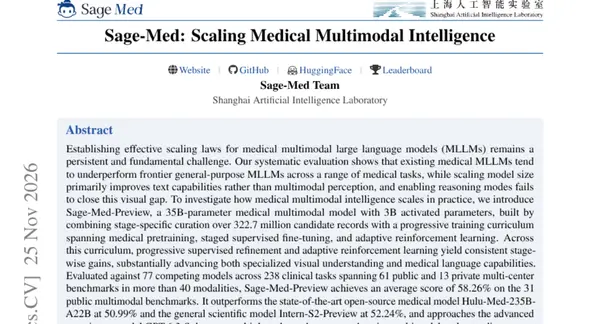 Sage Med
上海人工智能实验室
Shanghai Artificial Intelligence Laboratory
Sage-Med: Scaling Medical Multimodal Intelligence
Website | GitHub | HuggingFace | Leaderboard
Sage-Med Team
Shanghai Artificial Intelligence Laboratory
Abstract
Establishing effective scaling laws for medical multimodal large language models (MLLMs) remains a
persistent and fundamental challenge. Our systematic evaluation shows that existing medical MLLMs tend
to underperform frontier general-purpose MLLMs across a range of medical tasks, while scaling model size
primarily improves text capabilities rather than multimodal perception, and enabling reasoning modes fails
to close this visual gap. To investigate how medical multimodal intelligence scales in practice, we introduce
Sage-Med-Preview, a 35B-parameter medical multimodal model with 3B activated parameters, built by
combining stage-specific curation over 322.7 million candidate records with a progressive training curriculum
spanning medical pretraining, staged supervised fine-tuning, and adaptive reinforcement learning. Across
this curriculum, progressive supervised refinement and adaptive reinforcement learning yield consistent stage-
wise gains, substantially advancing both specialized visual understanding and medical language capabilities.
Evaluated against 77 competing models across 238 clinical tasks spanning 61 public and 13 private multi-center
benchmarks in more than 40 modalities, Sage-Med-Preview achieves an average score of 58.26% on the 31
public multimodal benchmarks. It outperforms the state-of-the-art open-source medical model Hulu-Med-235B-
A22B at 50.99% and the general scientific model Intern-S2-Preview at 52.24%, and approaches the advanced
s.CV] 25 Nov 2026